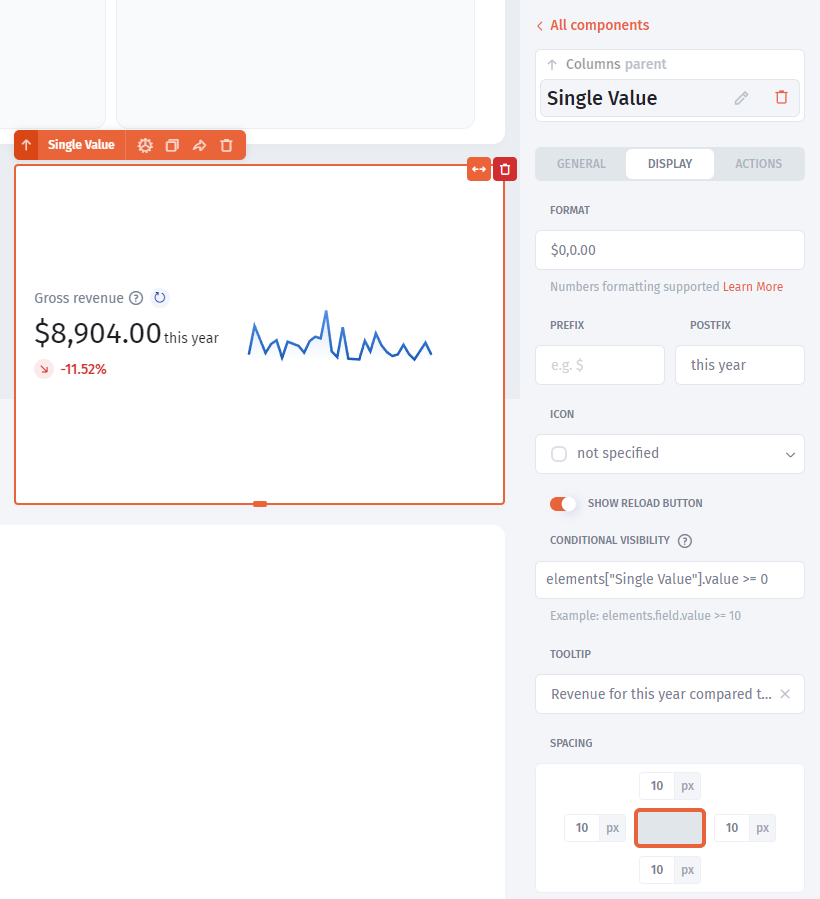 All components
Columns parent
Single Value
Single Value
GENERAL DISPLAY ACTIONS
FORMAT
$0,0.00
Numbers formatting supported Learn More
PREFIX POSTFIX
e.g. $ this year
ICON
not specified
SHOW RELOAD BUTTON
CONDITIONAL VISIBILITY ?
elements["Single Value"].value >= 0
Example: elements.field.value >= 10
TOOLTIP
Revenue for this year compared t...
SPACING
10 px
10 px 10 px
10 px
Gross revenue ?
$8,904.00 this year
-11.52%